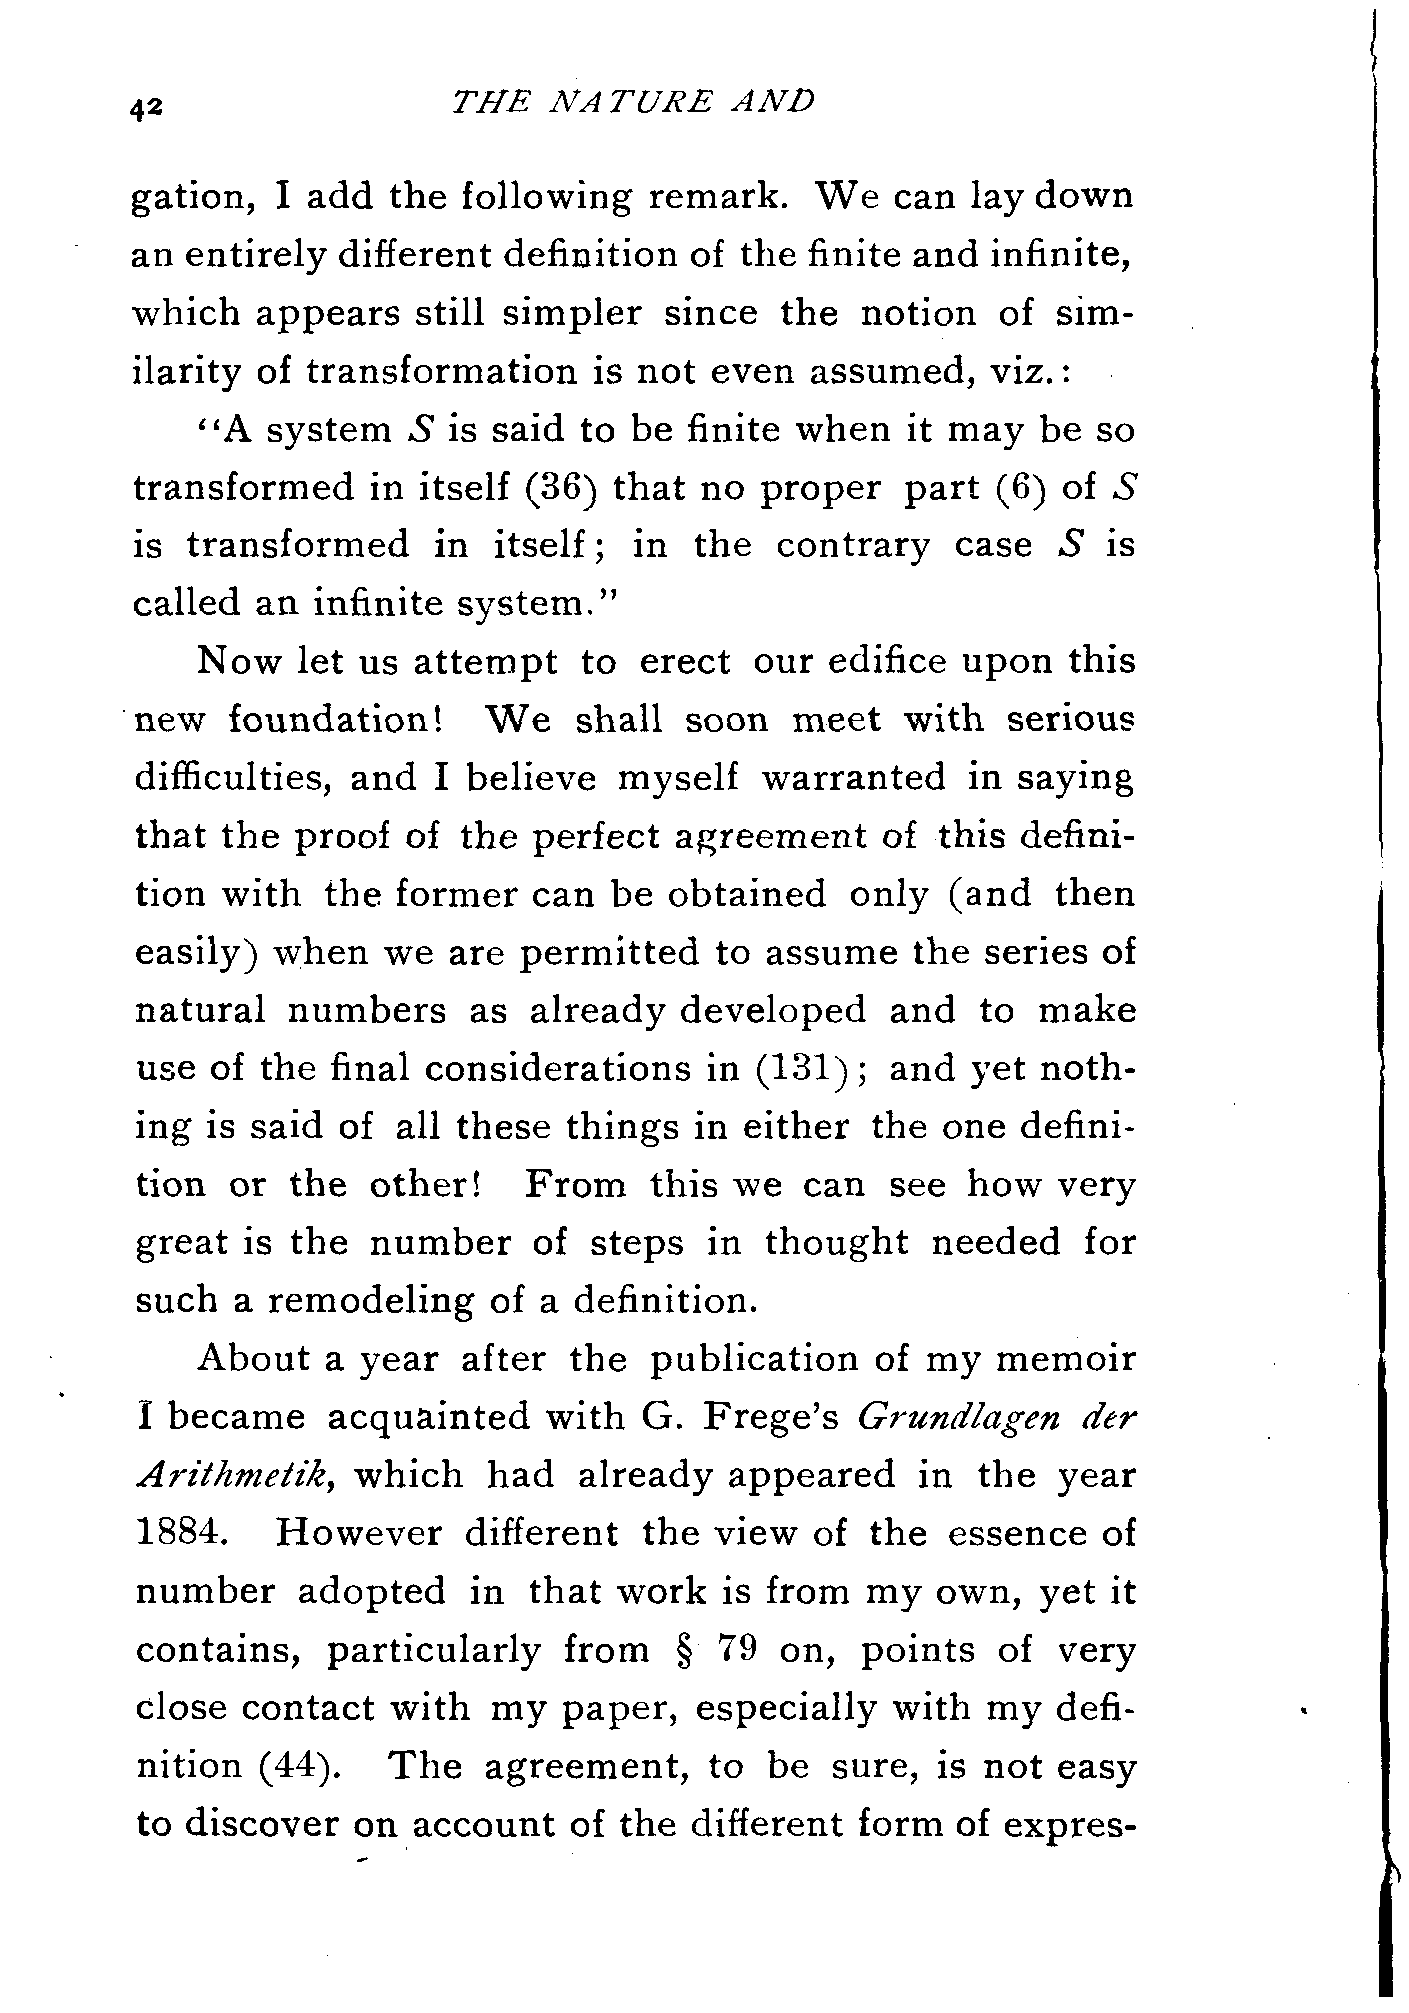 42 THE NATURE AND
gation, I add the following remark. We can lay down
an entirely different definition of the finite and infinite,
which appears still simpler since the notion of sim-
ilarity of transformation is not even assumed, viz.:
"A system S is said to be finite when it may be so
transformed in itself (36) that no proper part (6) of S
is transformed in itself; in the contrary case S is
called an infinite system."
Now let us attempt to erect our edifice upon this
new foundation! We shall soon meet with serious
difficulties, and I believe myself warranted in saying
that the proof of the perfect agreement of this defini-
tion with the former can be obtained only (and then
easily) when we are permitted to assume the series of
natural numbers as already developed and to make
use of the final considerations in (131); and yet noth-
ing is said of all these things in either the one defini-
tion or the other! From this we can see how very
great is the number of steps in thought needed for
such a remodeling of a definition.
About a year after the publication of my memoir
I became acquainted with G. Frege's Grundlagen der
Arithmetik, which had already appeared in the year
1884. However different the view of the essence of
number adopted in that work is from my own, yet it
contains, particularly from § 79 on, points of very
close contact with my paper, especially with my defi-
nition (44). The agreement, to be sure, is not easy
to discover on account of the different form of expres-